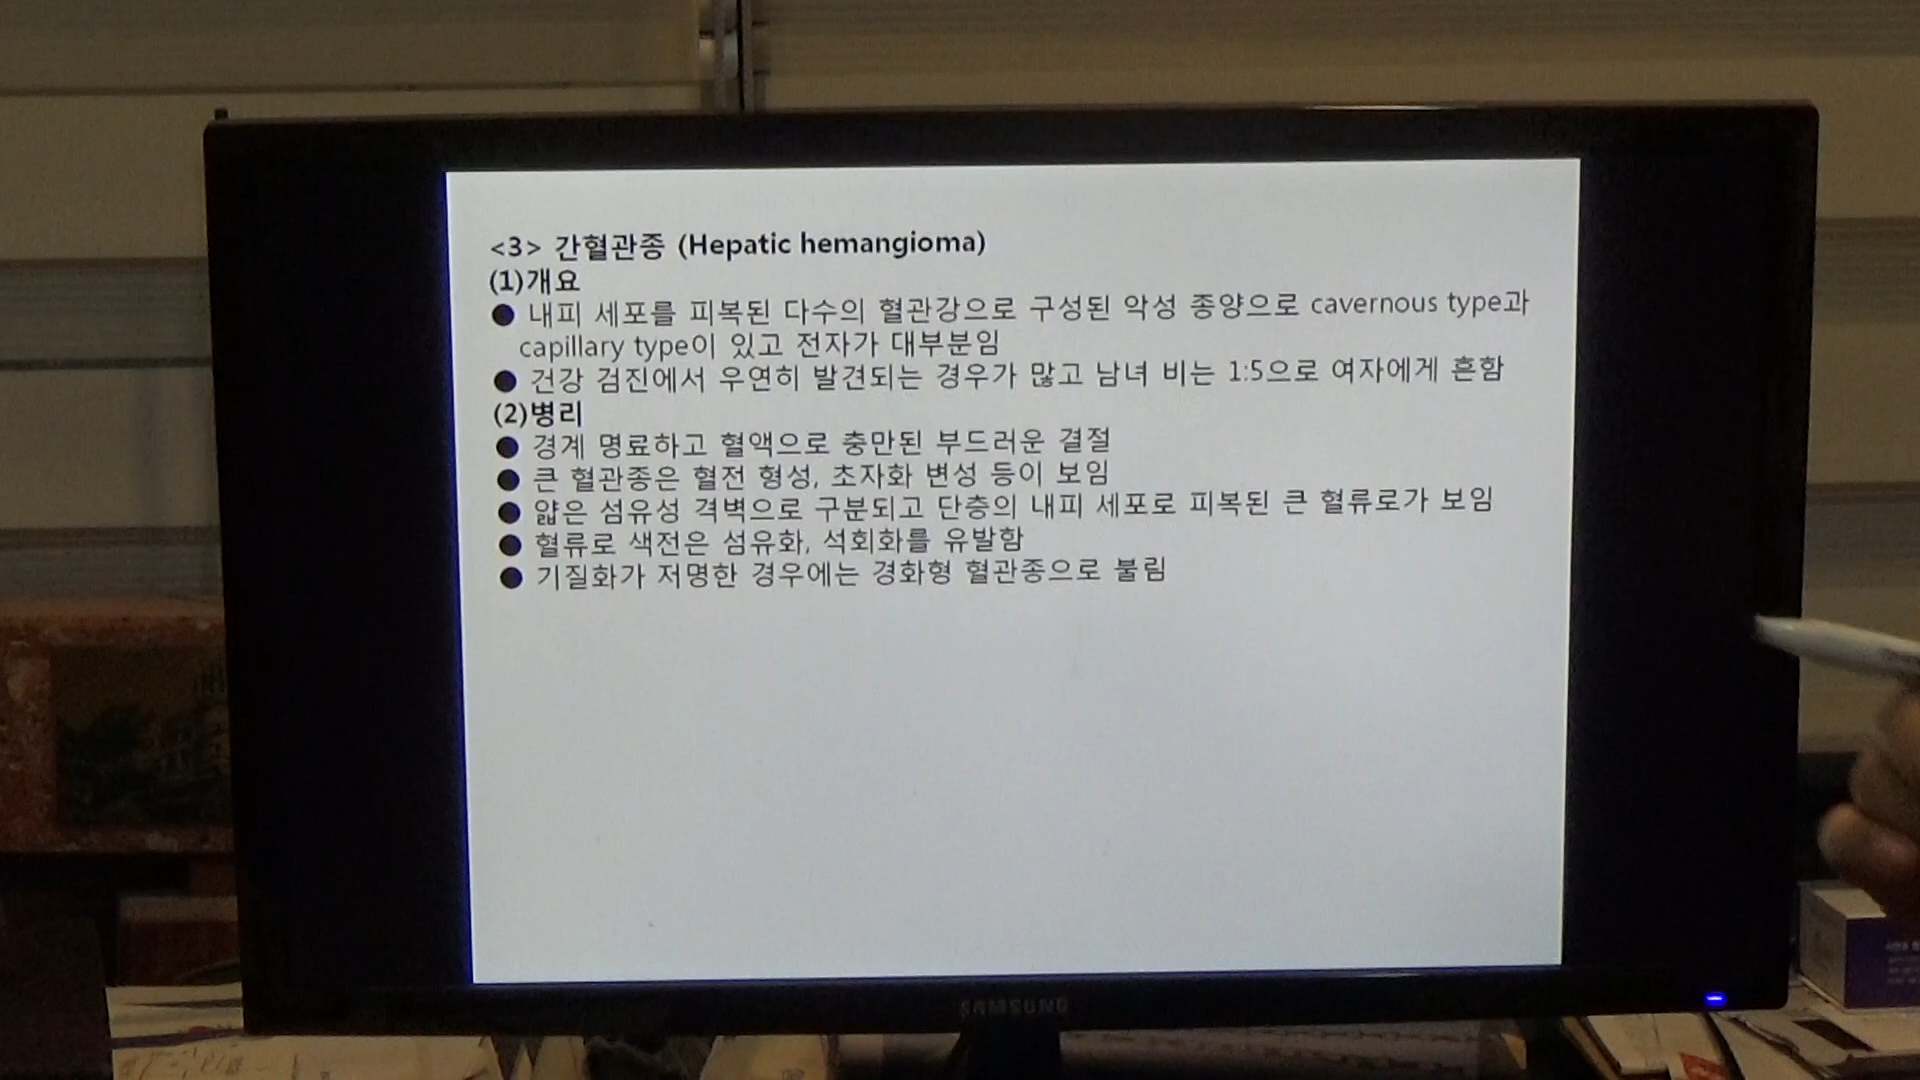 <3> 간혈관종 (Hepatic hemangioma)
(1)개요
● 내피 세포를 피복된 다수의 혈관강으로 구성된 악성 종양으로 cavernous type과
capillary type이 있고 전자가 대부분임
● 건강 검진에서 우연히 발견되는 경우가 많고 남녀 비는 1:5으로 여자에게 흔함
(2)병리
● 경계 명료하고 혈액으로 충만된 부드러운 결절
● 큰 혈관종은 혈전 형성, 초자화 변성 등이 보임
● 얇은 섬유성 격벽으로 구분되고 단층의 내피 세포로 피복된 큰 혈류로가 보임
● 혈류로 색전은 섬유화, 석회화를 유발함
● 기질화가 저명한 경우에는 경화형 혈관종으로 불림
SAMSUNG